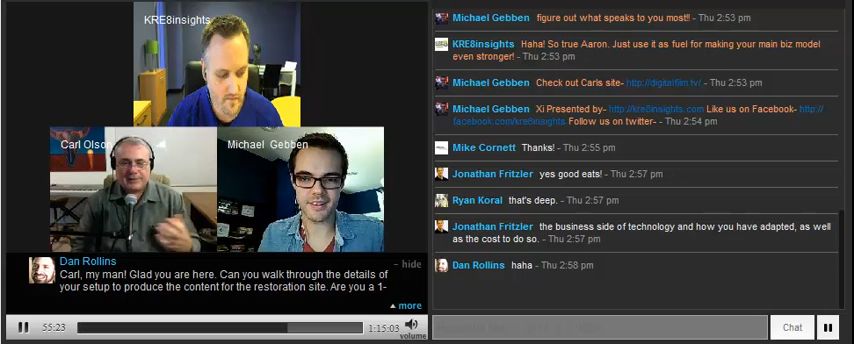 KRE8insights
Carl Olson
Michael Gebben
Dan Rollins
– hide
Carl, my man! Glad you are here. Can you walk through the details of
your setup to produce the content for the restoration site. Are you a 1-
more
55:23
1:15:03
volume
Michael Gebben figure out what speaks to you most!! - Thu 2:53 pm
KRE8insights Haha! So true Aaron. Just use it as fuel for making your main biz model
even stronger! - Thu 2:53 pm
Michael Gebben Check out Carls site- http://digitalfilm.tv/ - Thu 2:53 pm
Michael Gebben Xi Presented by- http://kre8insights.com Like us on Facebook- http://
facebook.com/kre8insights Follow us on twitter- - Thu 2:54 pm
Mike Cornett Thanks! - Thu 2:55 pm
Jonathan Fritzler yes good eats! - Thu 2:57 pm
Ryan Koral that's deep. - Thu 2:57 pm
Jonathan Fritzler the business side of technology and how you have adapted, as well
as the cost to do so. - Thu 2:57 pm
Dan Rollins haha - Thu 2:58 pm
Chat